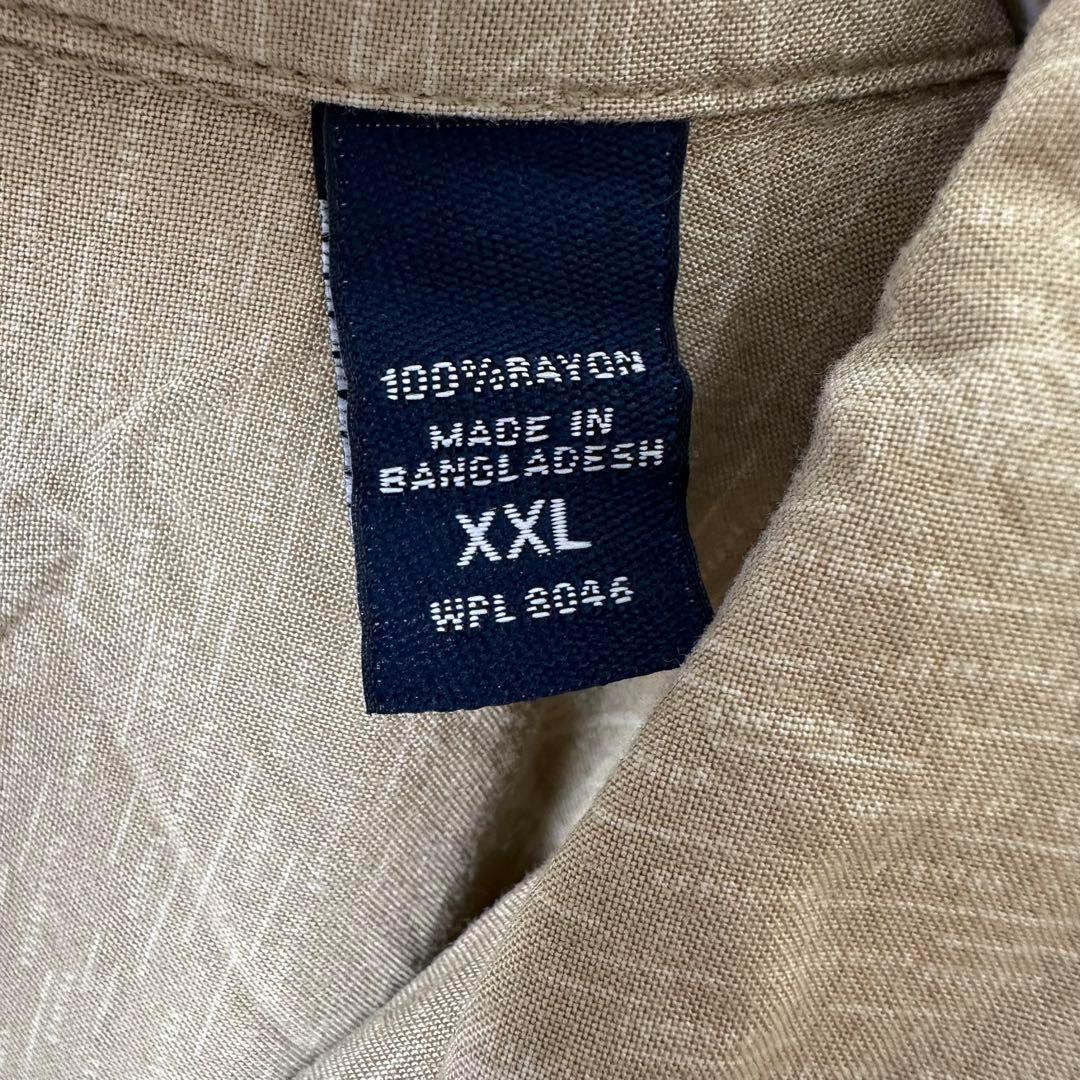 100%RAYON
MADE IN
BANGLADESH
XXL
WPL 8046